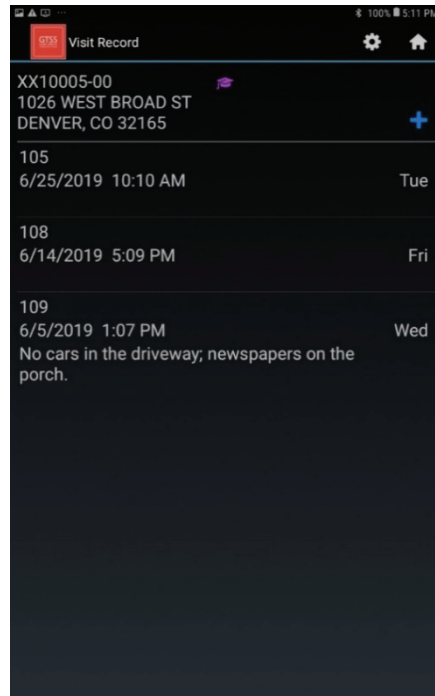 100% 5:11 PM
GTSS Visit Record
XX10005-00
1026 WEST BROAD ST
DENVER, CO 32165
105
6/25/2019 10:10 AM Tue
108
6/14/2019 5:09 PM Fri
109
6/5/2019 1:07 PM Wed
No cars in the driveway; newspapers on the
porch.